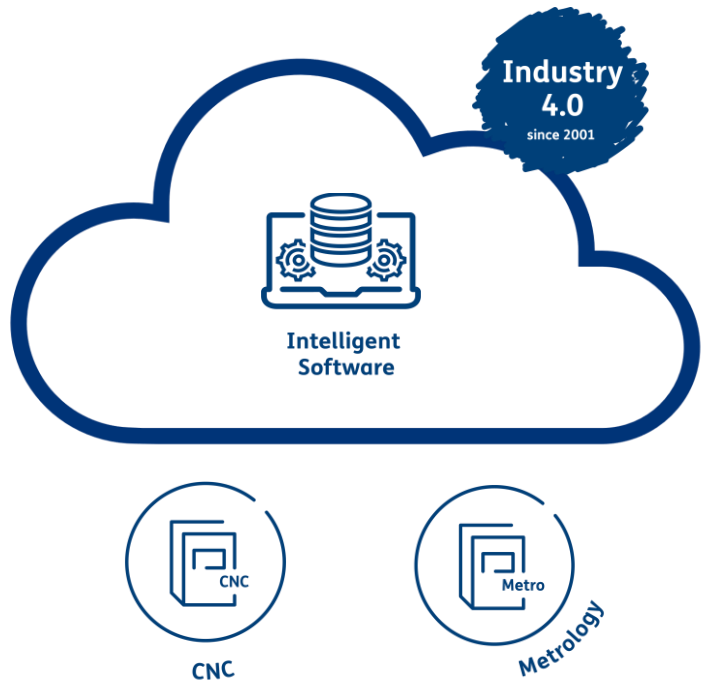 Industry
4.0
since 2001
Intelligent
Software
CNC
Metro
CNC
Metrology